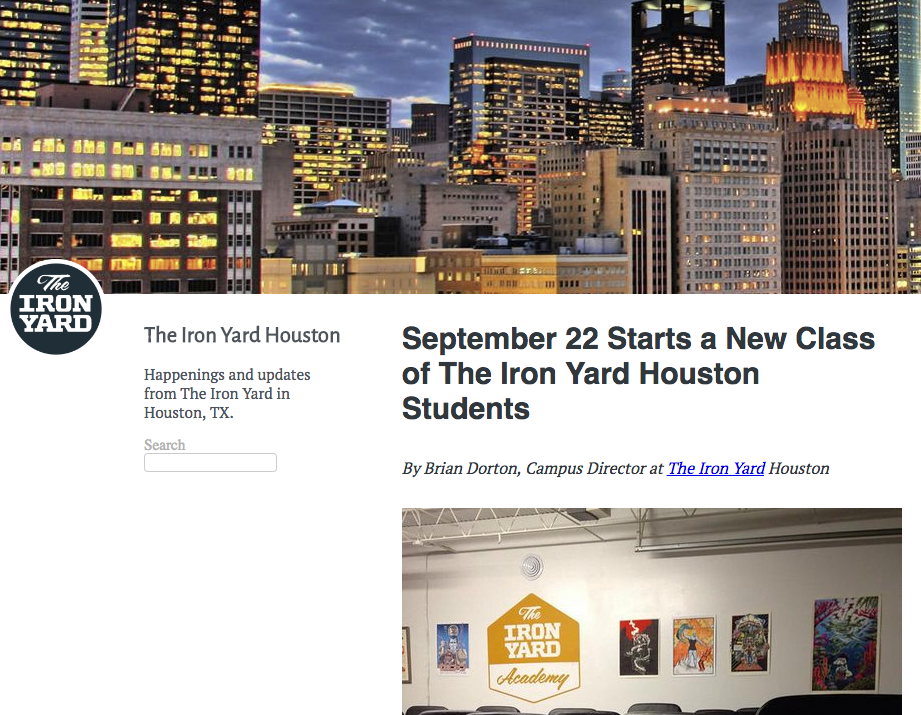 The
IRON
YARD
The Iron Yard Houston
Happenings and updates
from The Iron Yard in
Houston, TX.
Search
September 22 Starts a New Class
of The Iron Yard Houston
Students
By Brian Dorton, Campus Director at The Iron Yard Houston
The
IRON
YARD
Academy